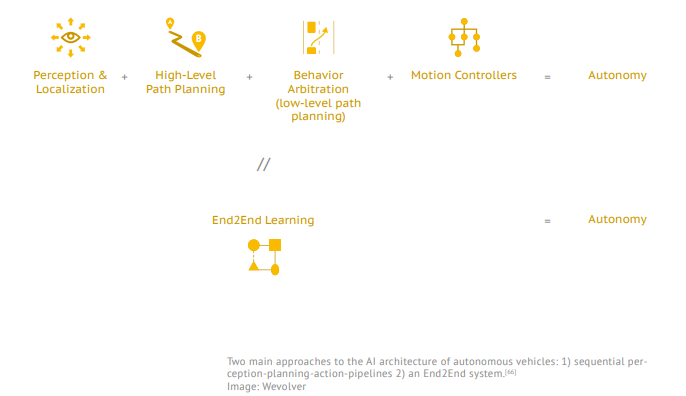 A
B
Perception & + High-Level + Behavior + Motion Controllers = Autonomy
Localization Path Planning Arbitration
(low-level path
planning)
//
End2End Learning = Autonomy
Two main approaches to the AI architecture of autonomous vehicles: 1) sequential per-
ception-planning-action-pipelines 2) an End2End system.[66]
Image: Wevolver